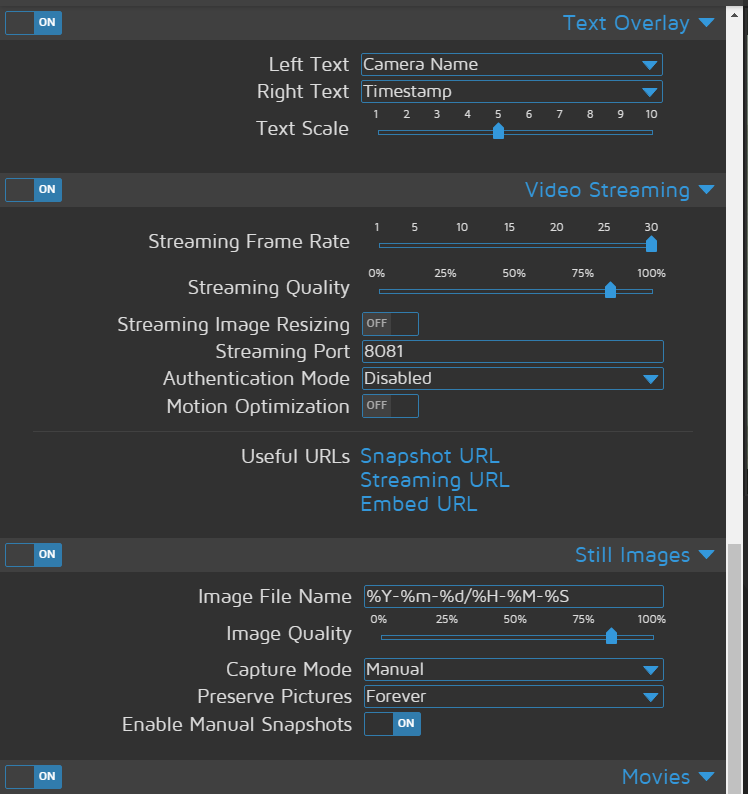 ON Text Overlay
Left Text Camera Name
Right Text Timestamp
1 2 3 4 5 6 7 8 9 10
Text Scale
ON Video Streaming
1 5 10 15 20 25 30
Streaming Frame Rate
0% 25% 50% 75% 100%
Streaming Quality
Streaming Image Resizing OFF
Streaming Port 8081
Authentication Mode Disabled
Motion Optimization OFF
Useful URLs Snapshot URL
Streaming URL
Embed URL
ON Still Images
Image File Name %Y-%m-%d/%H-%M-%S
0% 25% 50% 75% 100%
Image Quality
Capture Mode Manual
Preserve Pictures Forever
Enable Manual Snapshots ON
ON Movies